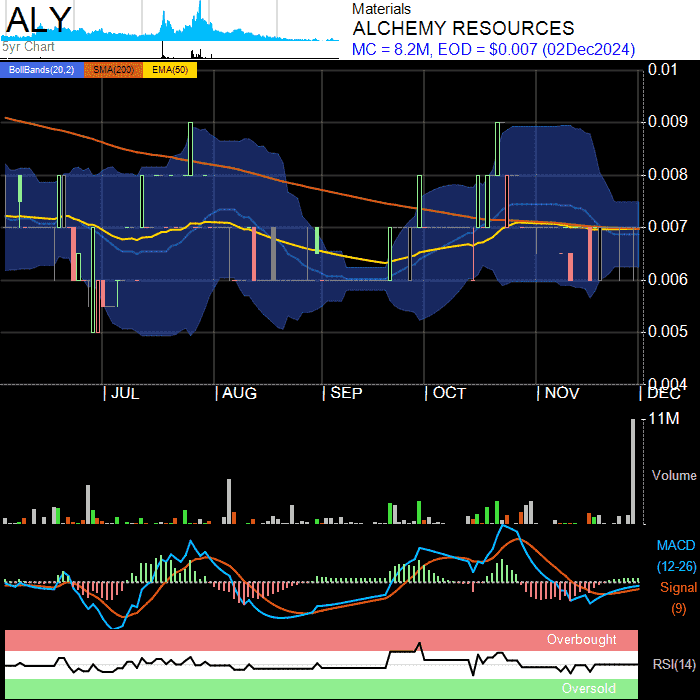 ALY
5yr Chart
Materials
ALCHEMY RESOURCES
MC = 8.2M, EOD = $0.007 (02Dec2024)
BollBands(20,2) SMA(200) EMA(50)
0.01
0.009
0.008
0.007
0.006
0.005
0.004
JUL AUG SEP OCT NOV DEC
11M
Volume
MACD
(12-26)
Signal
(9)
Overbought
RSI(14)
Oversold